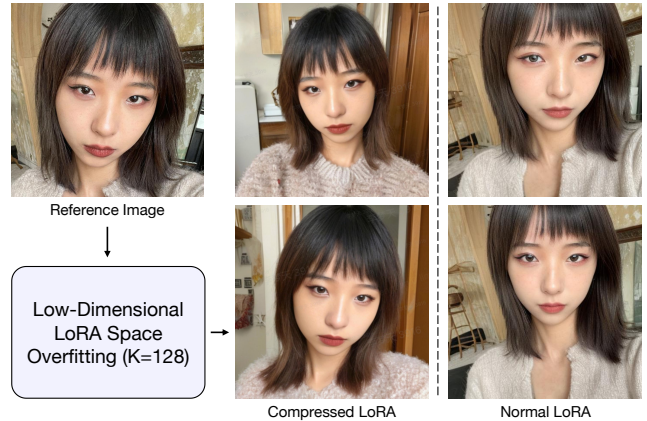 Reference Image
Low-Dimensional
LoRA Space
Overfitting (K=128)
Compressed LoRA
Normal LoRA